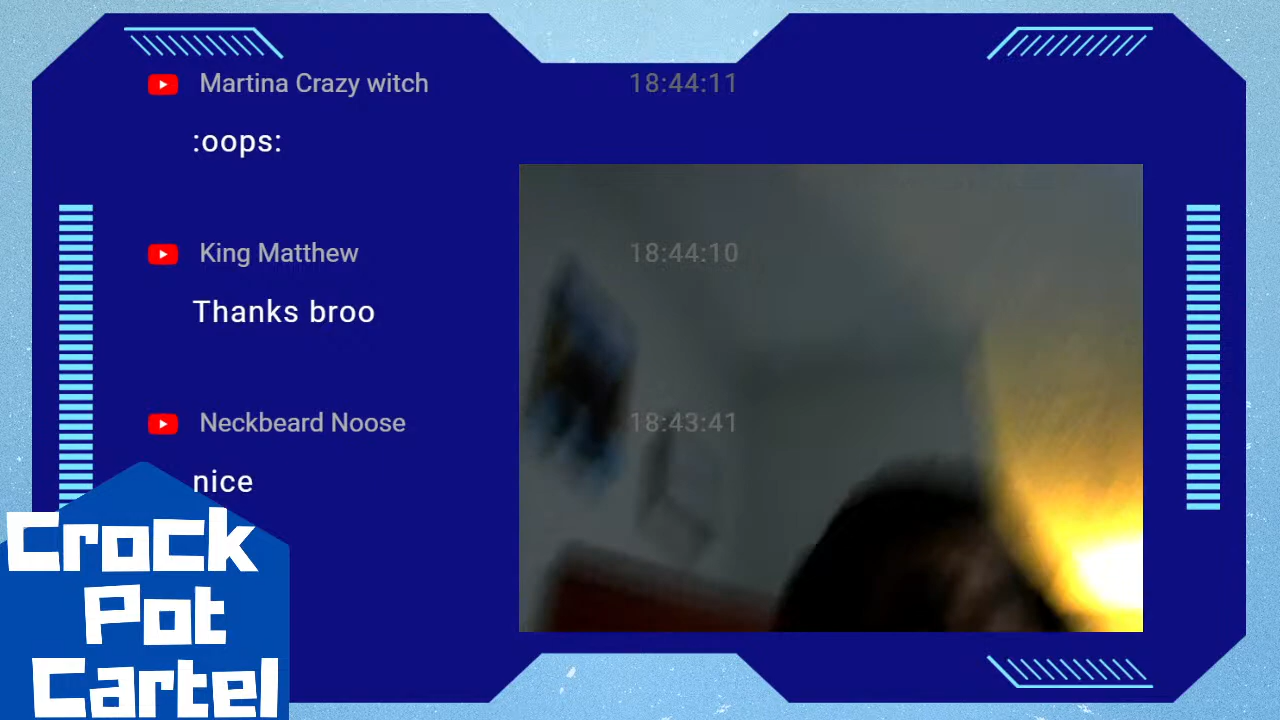 Martina Crazy witch 18:44:11
:oops:
King Matthew 18:44:10
Thanks broo
Neckbeard Noose 18:43:41
nice
Crock
Pot
Cartel